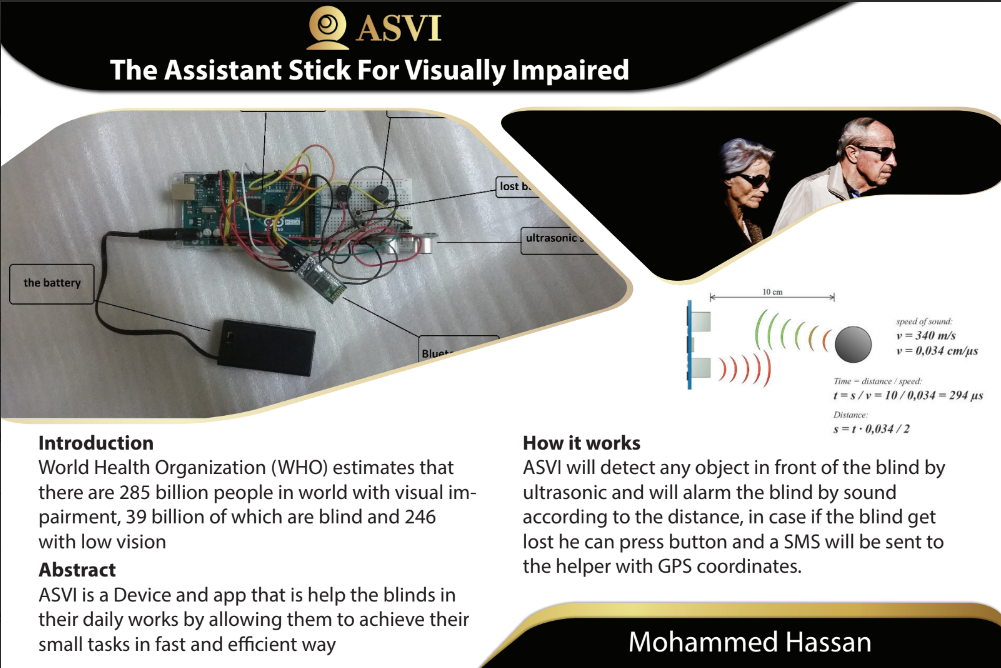 ASVI
The Assistant Stick For Visually Impaired
lost b
ultrasonic
the battery
10 cm
speed of sound:
v = 340 m/s
v = 0,034 cm/µs
Time = distance / speed:
t = s / v = 10 / 0,034 = 294 µs
Distance:
s = t · 0,034 / 2
Introduction
World Health Organization (WHO) estimates that
there are 285 billion people in world with visual im-
pairment, 39 billion of which are blind and 246
with low vision
Abstract
ASVI is a Device and app that is help the blinds in
their daily works by allowing them to achieve their
small tasks in fast and efficient way
How it works
ASVI will detect any object in front of the blind by
ultrasonic and will alarm the blind by sound
according to the distance, in case if the blind get
lost he can press button and a SMS will be sent to
the helper with GPS coordinates.
Mohammed Hassan